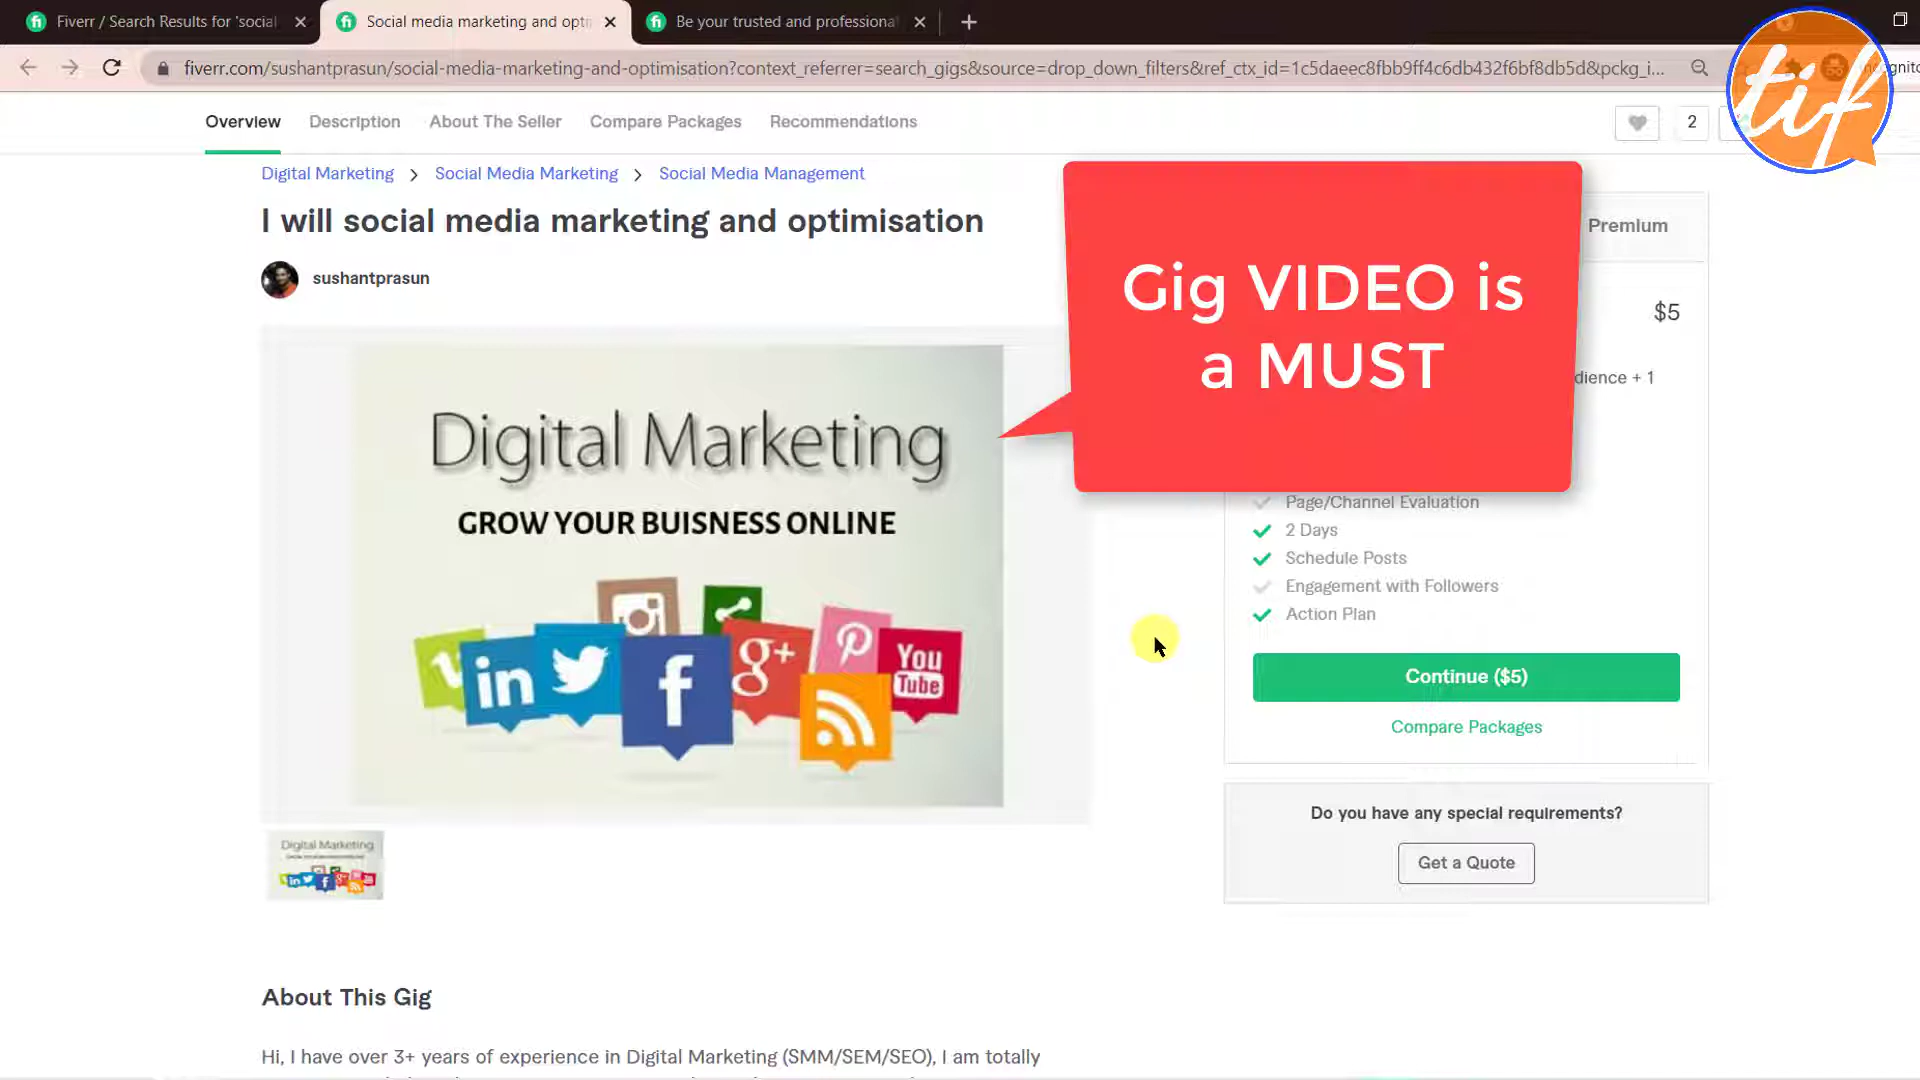 Fiverr / Search Results for 'social
Social media marketing and opti
Be your trusted and professional
fiverr.com/sushantprasun/social-media-marketing-and-optimisation?context_referrer=search_gigs&source=drop_down_filters&ref_ctx_id=1c5daeec8fbb9ff4c6db432f6bf8db5d&pckg_i...
tif
Overview
Description
About The Seller
Compare Packages
Recommendations
2
Digital Marketing
Social Media Marketing
Social Media Management
I will social media marketing and optimisation
sushantprasun
Gig VIDEO is
a MUST
Premium
$5
dience + 1
Digital Marketing
GROW YOUR BUISNESS ONLINE
in
f
g+
You
Tube
Page/Channel Evaluation
2 Days
Schedule Posts
Engagement with Followers
Action Plan
Continue ($5)
Compare Packages
Do you have any special requirements?
Get a Quote
Digital Marketing
About This Gig
Hi, I have over 3+ years of experience in Digital Marketing (SMM/SEM/SEO), I am totally